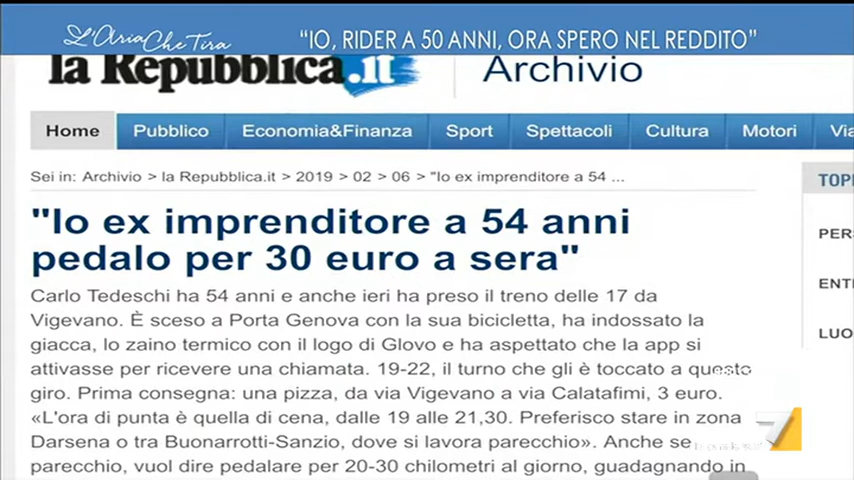 L'Aria Che Tira
“IO, RIDER A 50 ANNI, ORA SPERO NEL REDDITO”
la Repubblica.it
Archivio
Home Pubblico Economia&Finanza Sport Spettacoli Cultura Motori Via
Sei in: Archivio > la Repubblica.it > 2019 > 02 > 06 > "Io ex imprenditore a 54 ...
TOPI
"Io ex imprenditore a 54 anni
pedalo per 30 euro a sera"
PER
ENTI
LUO
Carlo Tedeschi ha 54 anni e anche ieri ha preso il treno delle 17 da
Vigevano. È sceso a Porta Genova con la sua bicicletta, ha indossato la
giacca, lo zaino termico con il logo di Glovo e ha aspettato che la app si
attivasse per ricevere una chiamata. 19-22, il turno che gli è toccato a questo
giro. Prima consegna: una pizza, da via Vigevano a via Calatafimi, 3 euro.
«L'ora di punta è quella di cena, dalle 19 alle 21,30. Preferisco stare in zona
Darsena o tra Buonarrotti-Sanzio, dove si lavora parecchio». Anche se
parecchio, vuol dire pedalare per 20-30 chilometri al giorno, guadagnando in
7